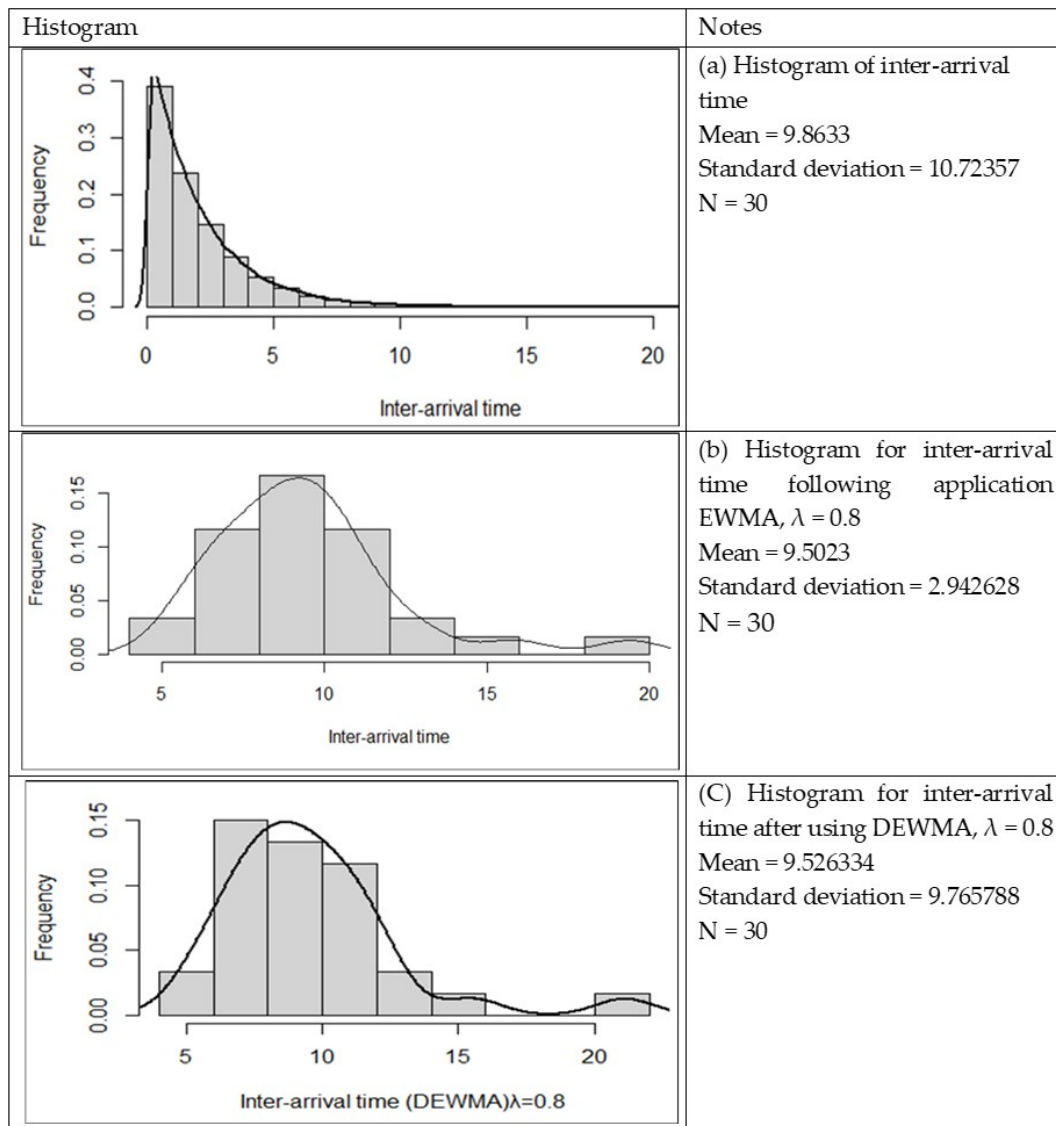 Histogram
Notes
Frequency
0.4
0.3
0.2
0.1
0.0
0 5 10 15 20
Inter-arrival time
(a) Histogram of inter-arrival
time
Mean = 9.8633
Standard deviation = 10.72357
N = 30
Frequency
0.15
0.10
0.05
0.00
5 10 15 20
Inter-arrival time
(b) Histogram for inter-arrival
time following application
EWMA, λ = 0.8
Mean = 9.5023
Standard deviation = 2.942628
N = 30
Frequency
0.15
0.10
0.05
0.00
5 10 15 20
Inter-arrival time (DEWMA)λ=0.8
(C) Histogram for inter-arrival
time after using DEWMA, λ = 0.8
Mean = 9.526334
Standard deviation = 9.765788
N = 30